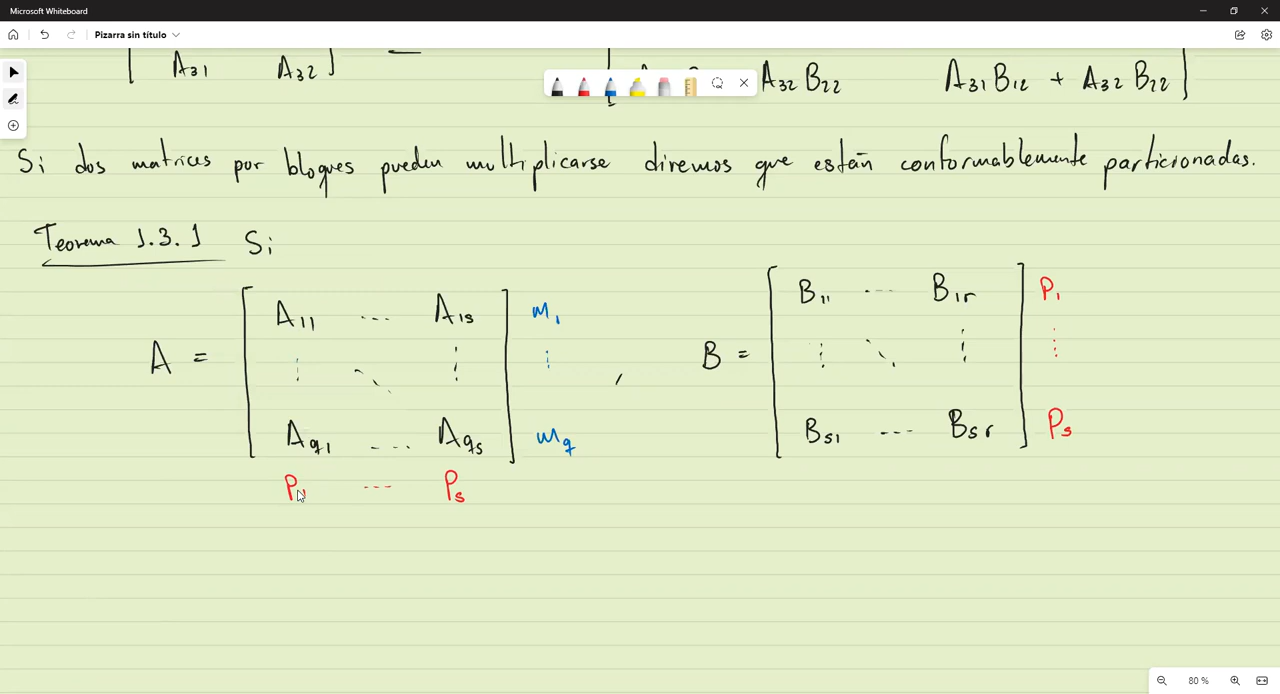 Microsoft Whiteboard
Pizarra sin título
A31 A32
A32 B22 A31 B12 + A32 B22
Si dos matrices por bloques pueden multiplicarse diremos que están conformablemente particionadas.
Teorema 1.3.1 Si
A = [ A11 ... A1s ] m1
⋮ ⋱ ⋮ ⋮
Aq1 ... Aqs mq
P1 ... Ps
, B = [ B11 ... B1r ] P1
⋮ ⋱ ⋮ ⋮
Bs1 ... Bsr Ps
80 %